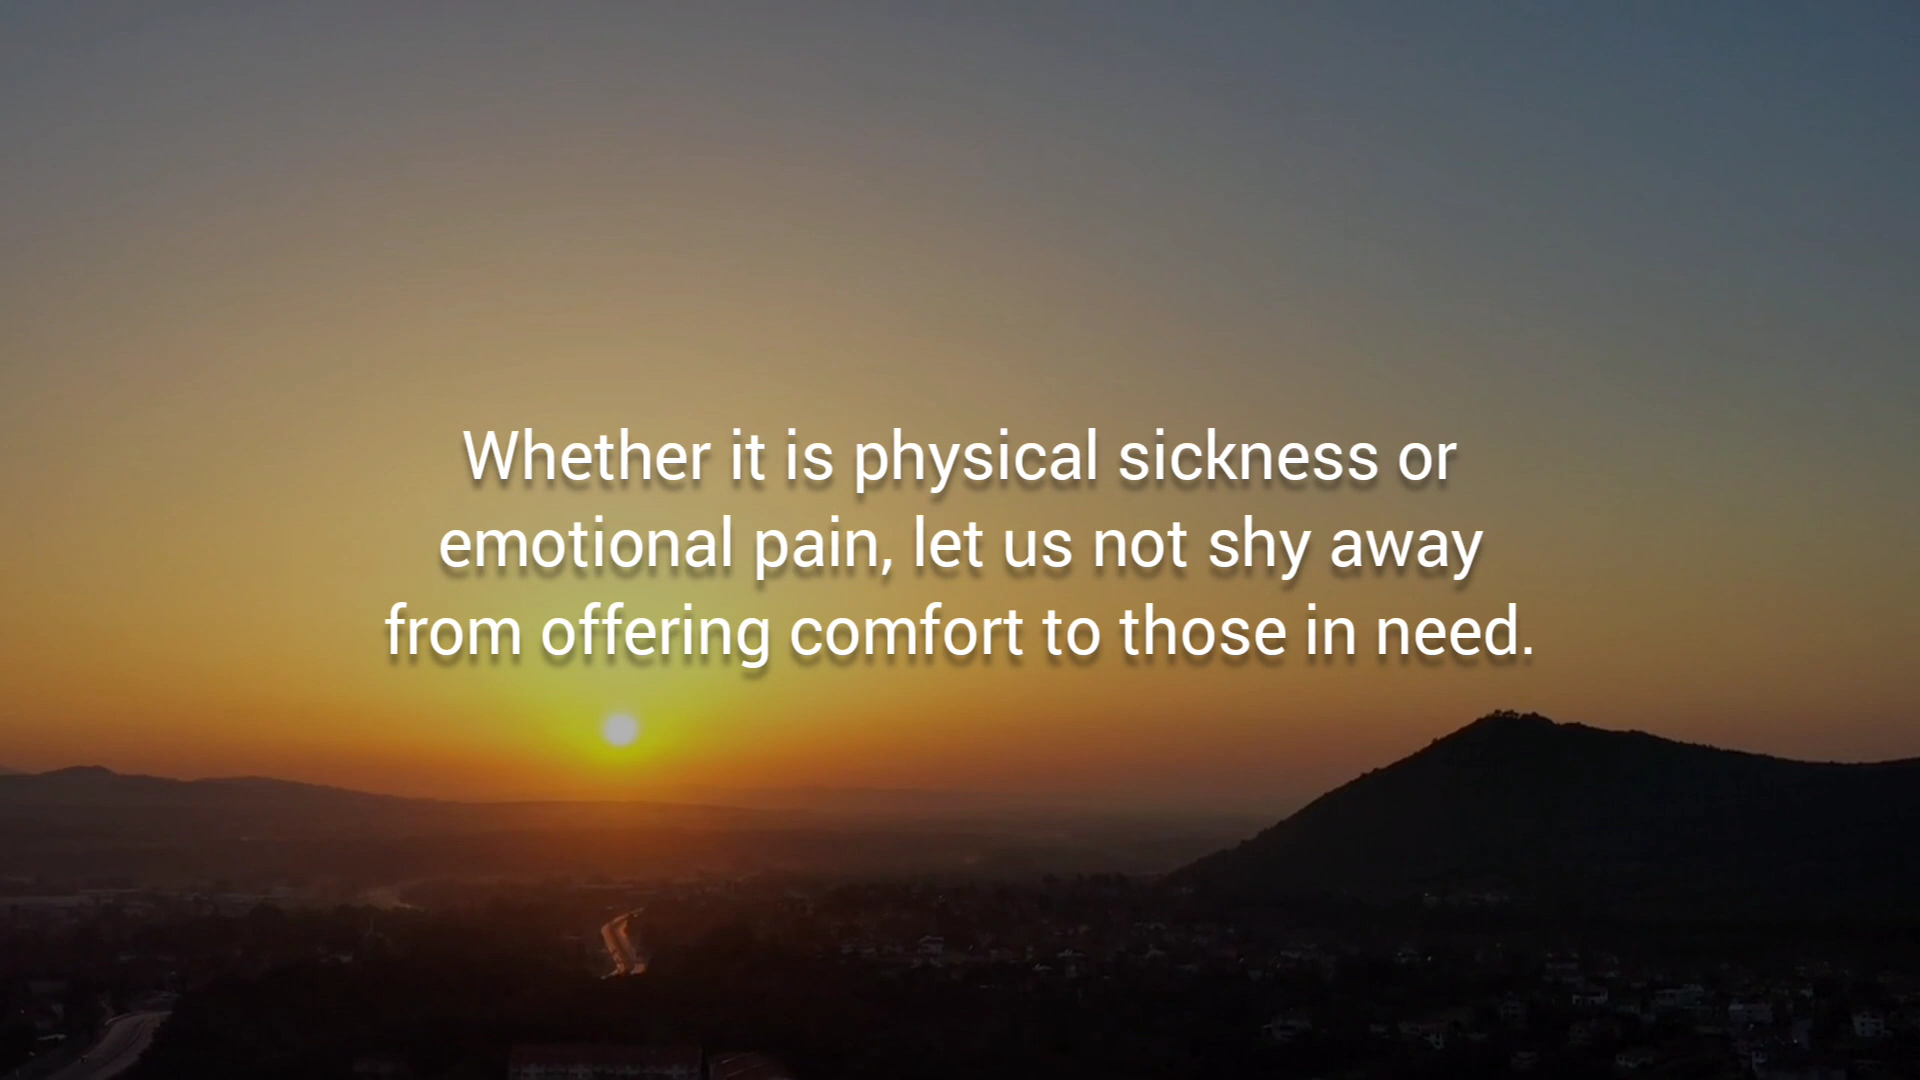 Whether it is physical sickness or
emotional pain, let us not shy away
from offering comfort to those in need.